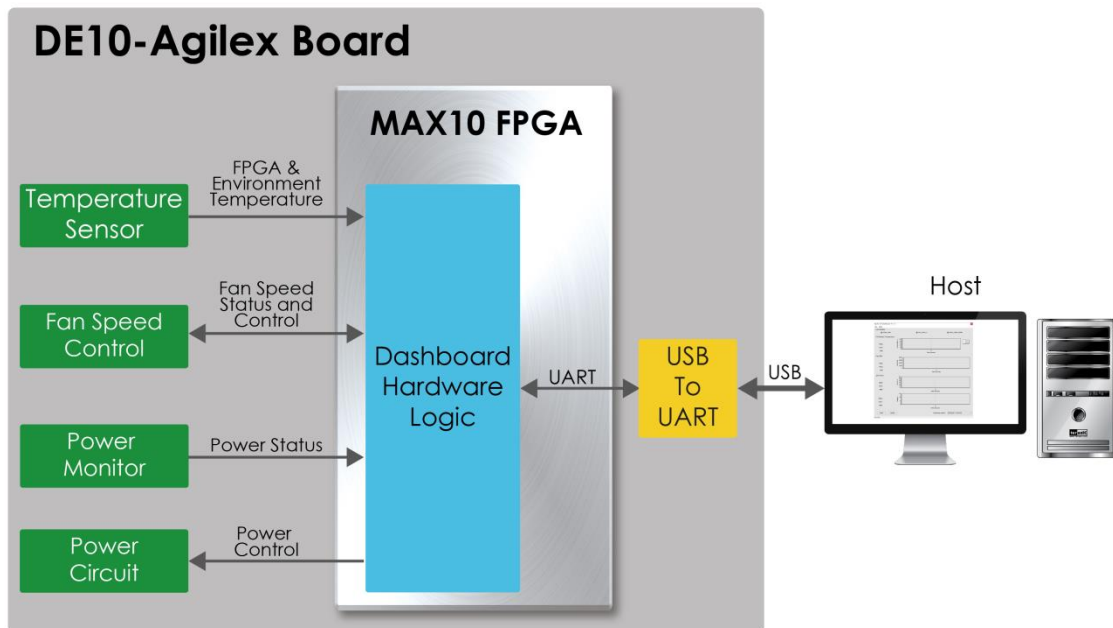 DE10-Agilex Board
MAX10 FPGA
Temperature
Sensor
FPGA &
Environment
Temperature
Fan Speed
Control
Fan Speed
Status and
Control
Power
Monitor
Power Status
Power
Circuit
Power
Control
Dashboard
Hardware
Logic
UART
USB
To
UART
USB
Host